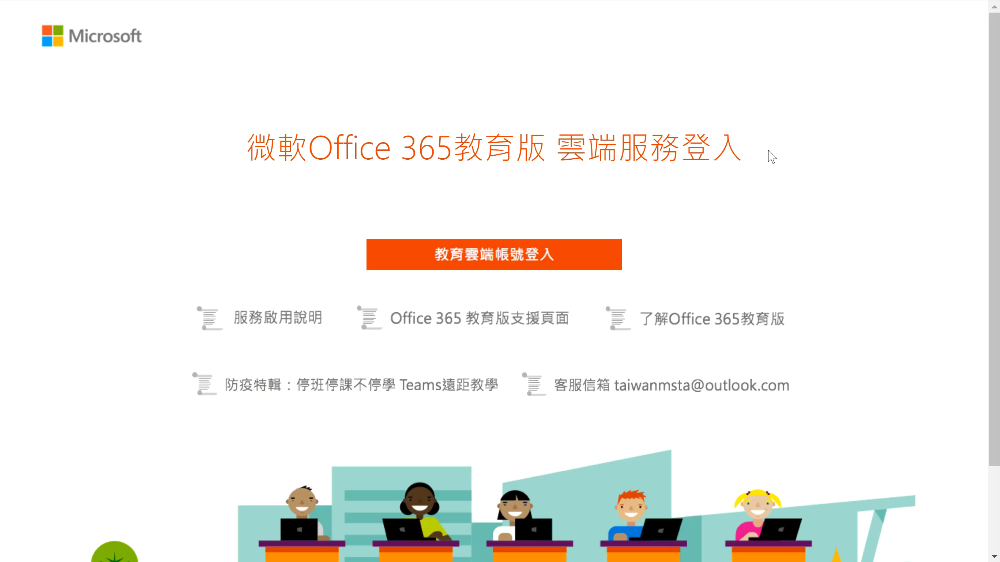 Microsoft
微軟Office 365教育版 雲端服務登入
教育雲端帳號登入
服務啟用說明
Office 365 教育版支援頁面
了解Office 365教育版
防疫特輯：停班停課不停學 Teams遠距教學
客服信箱 taiwanmsta@outlook.com